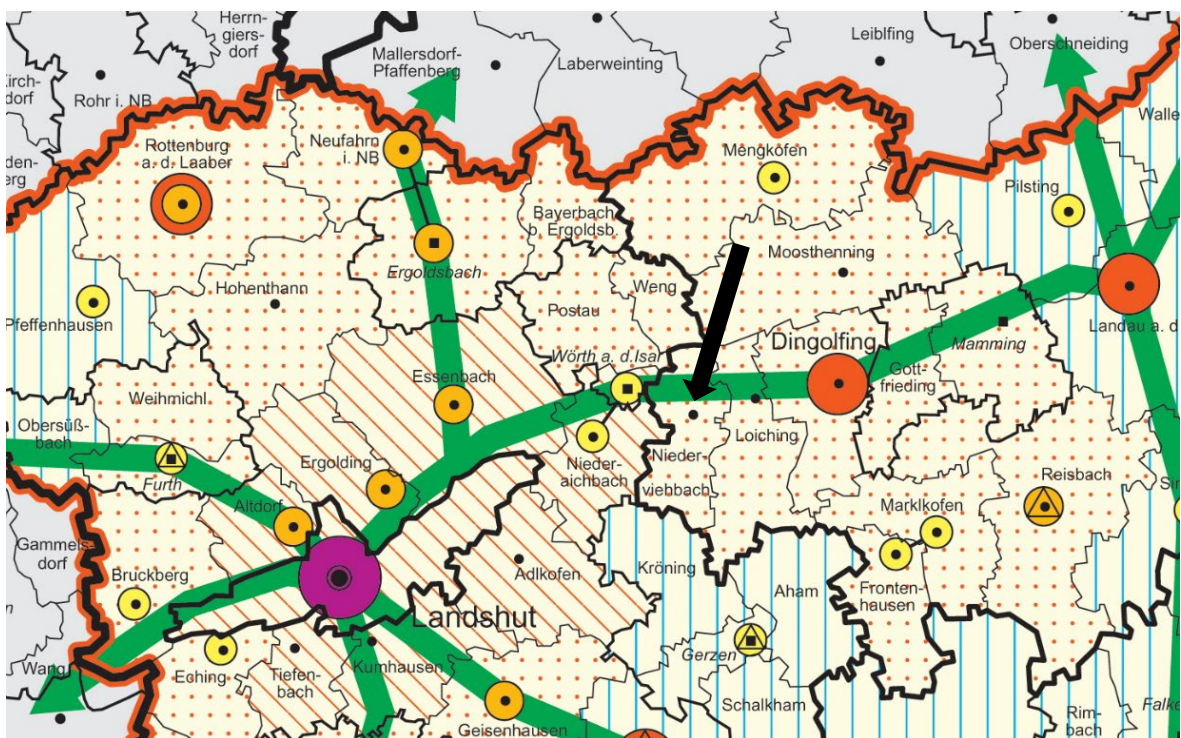 Herrn-
giers-
dorf
Mallersdorf-
Pfaffenberg
Laberweinting
Leiblfing
Oberschneiding
Rohr i. NB
Rottenburg
a. d. Laaber
Neufahrn
i. NB
Mengkofen
Pilsting
Bayerbach
b. Ergoldsb.
Moosthenning
Ergoldsbach
Hohenthann
Weng
Postau
Pfeffenhausen
Landau a. d
Dingolfing
Mamming
Wörth a. d.Isar
Gott-
frieding
Essenbach
Weihmichl
Obersüß-
bach
Loiching
Ergolding
Nieder-
aichbach
Nieder-
viehbach
Furth
Reisbach
Altdorf
Marklkofen
Gammels-
dorf
Bruckberg
Adlkofen
Kröning
Aham
Fronten-
hausen
Landshut
Gerzen
Wang
Eching
Tiefen-
bach
Kumhausen
Schalkham
Geisenhausen
Rim-
bach
Falke